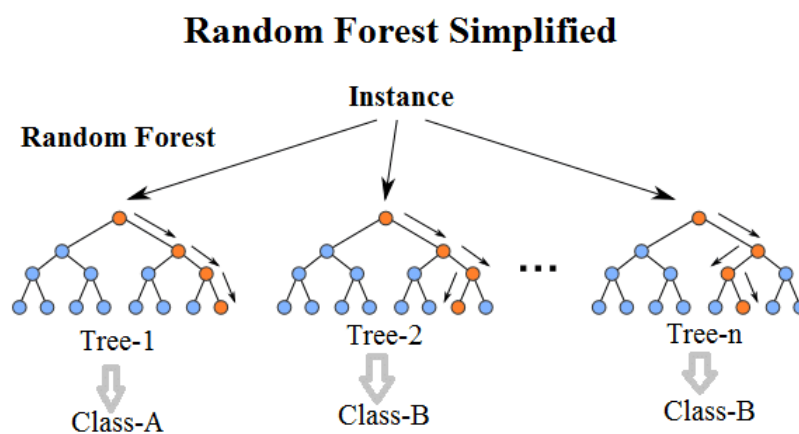 Random Forest Simplified
Instance
Random Forest
...
Tree-1
Tree-2
Tree-n
Class-A
Class-B
Class-B